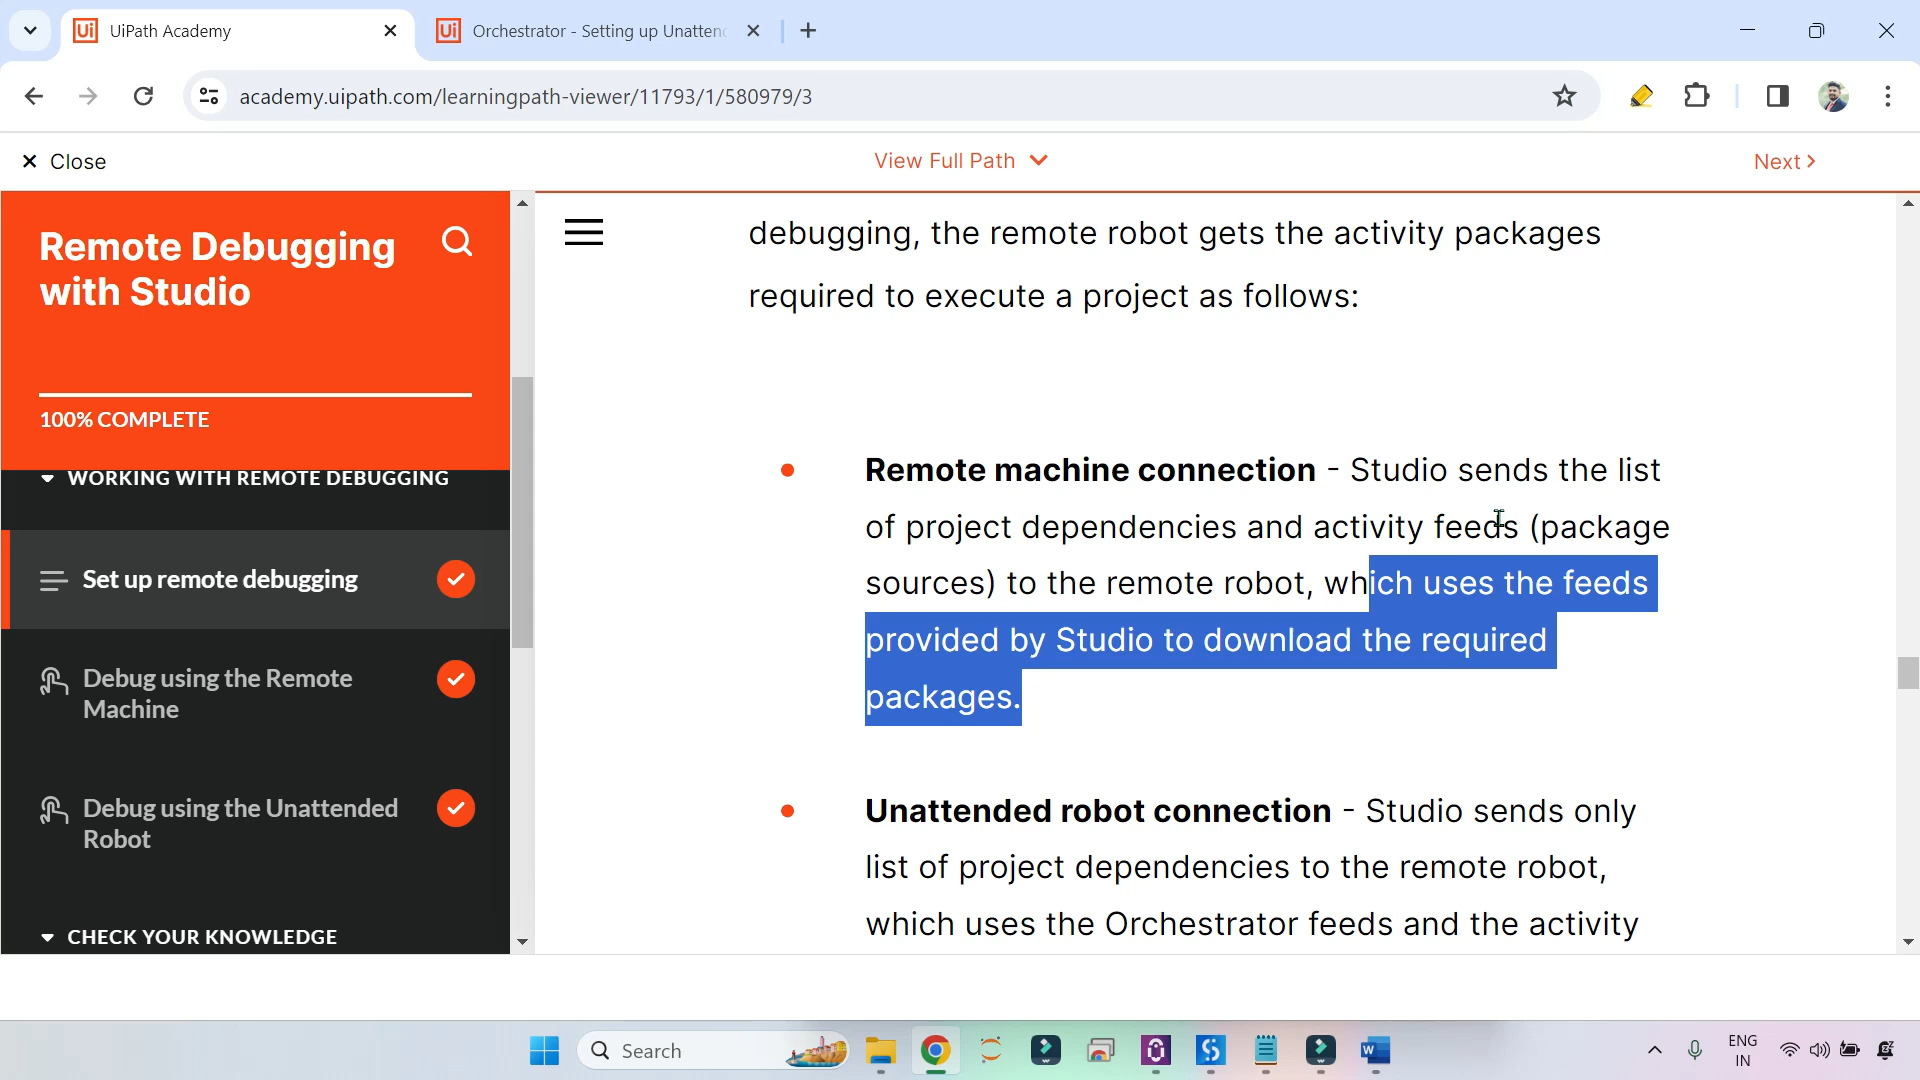 UiPath Academy
Orchestrator - Setting up Unatten
academy.uipath.com/learningpath-viewer/11793/1/580979/3
Close
View Full Path
Next
Remote Debugging
with Studio
100% COMPLETE
WORKING WITH REMOTE DEBUGGING
Set up remote debugging
Debug using the Remote
Machine
Debug using the Unattended
Robot
CHECK YOUR KNOWLEDGE
debugging, the remote robot gets the activity packages
required to execute a project as follows:
Remote machine connection - Studio sends the list
of project dependencies and activity feeds (package
sources) to the remote robot, which uses the feeds
provided by Studio to download the required
packages.
Unattended robot connection - Studio sends only
list of project dependencies to the remote robot,
which uses the Orchestrator feeds and the activity
Search
ENG
IN